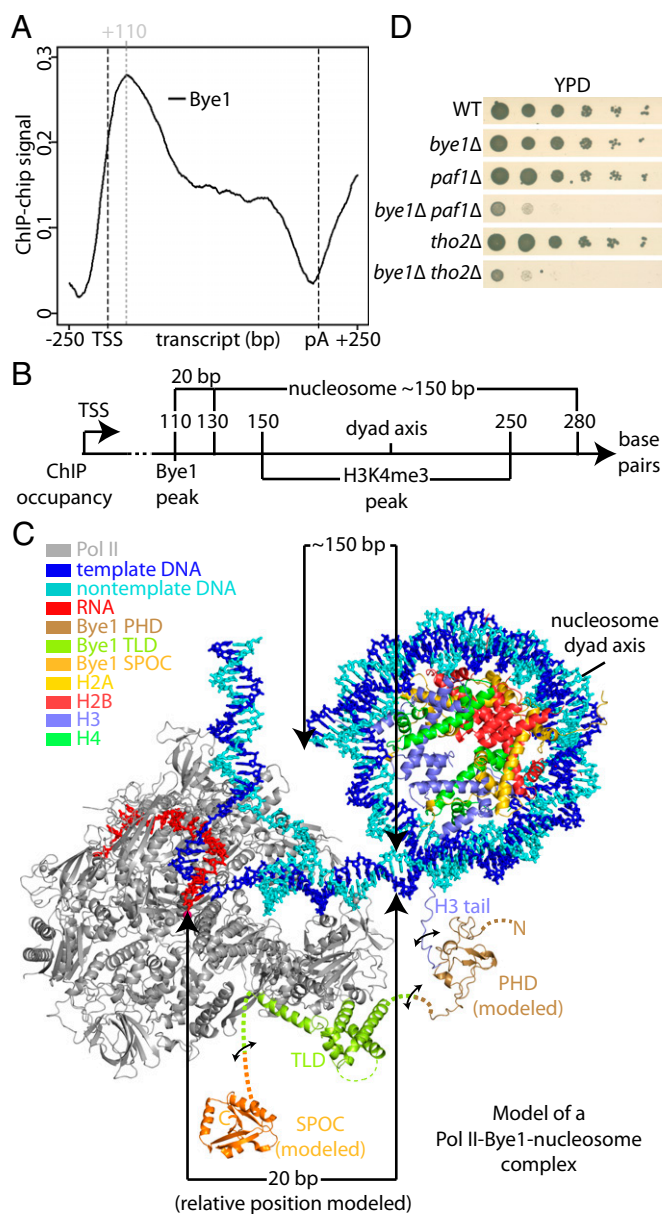 A
+110
0.3
0.2
0.1
0
ChIP-chip signal
Bye1
-250
TSS
transcript (bp)
pA
+250
D
YPD
WT
bye1Δ
paf1Δ
bye1Δ paf1Δ
tho2Δ
bye1Δ tho2Δ
B
20 bp
nucleosome ~150 bp
TSS
110
130
150
dyad axis
250
280
base
pairs
ChIP
occupancy
Bye1
peak
H3K4me3
peak
C
Pol II
template DNA
nontemplate DNA
RNA
Bye1 PHD
Bye1 TLD
Bye1 SPOC
H2A
H2B
H3
H4
~150 bp
nucleosome
dyad axis
H3 tail
N
PHD
(modeled)
TLD
C
SPOC
(modeled)
20 bp
(relative position modeled)
Model of a
Pol II-Bye1-nucleosome
complex